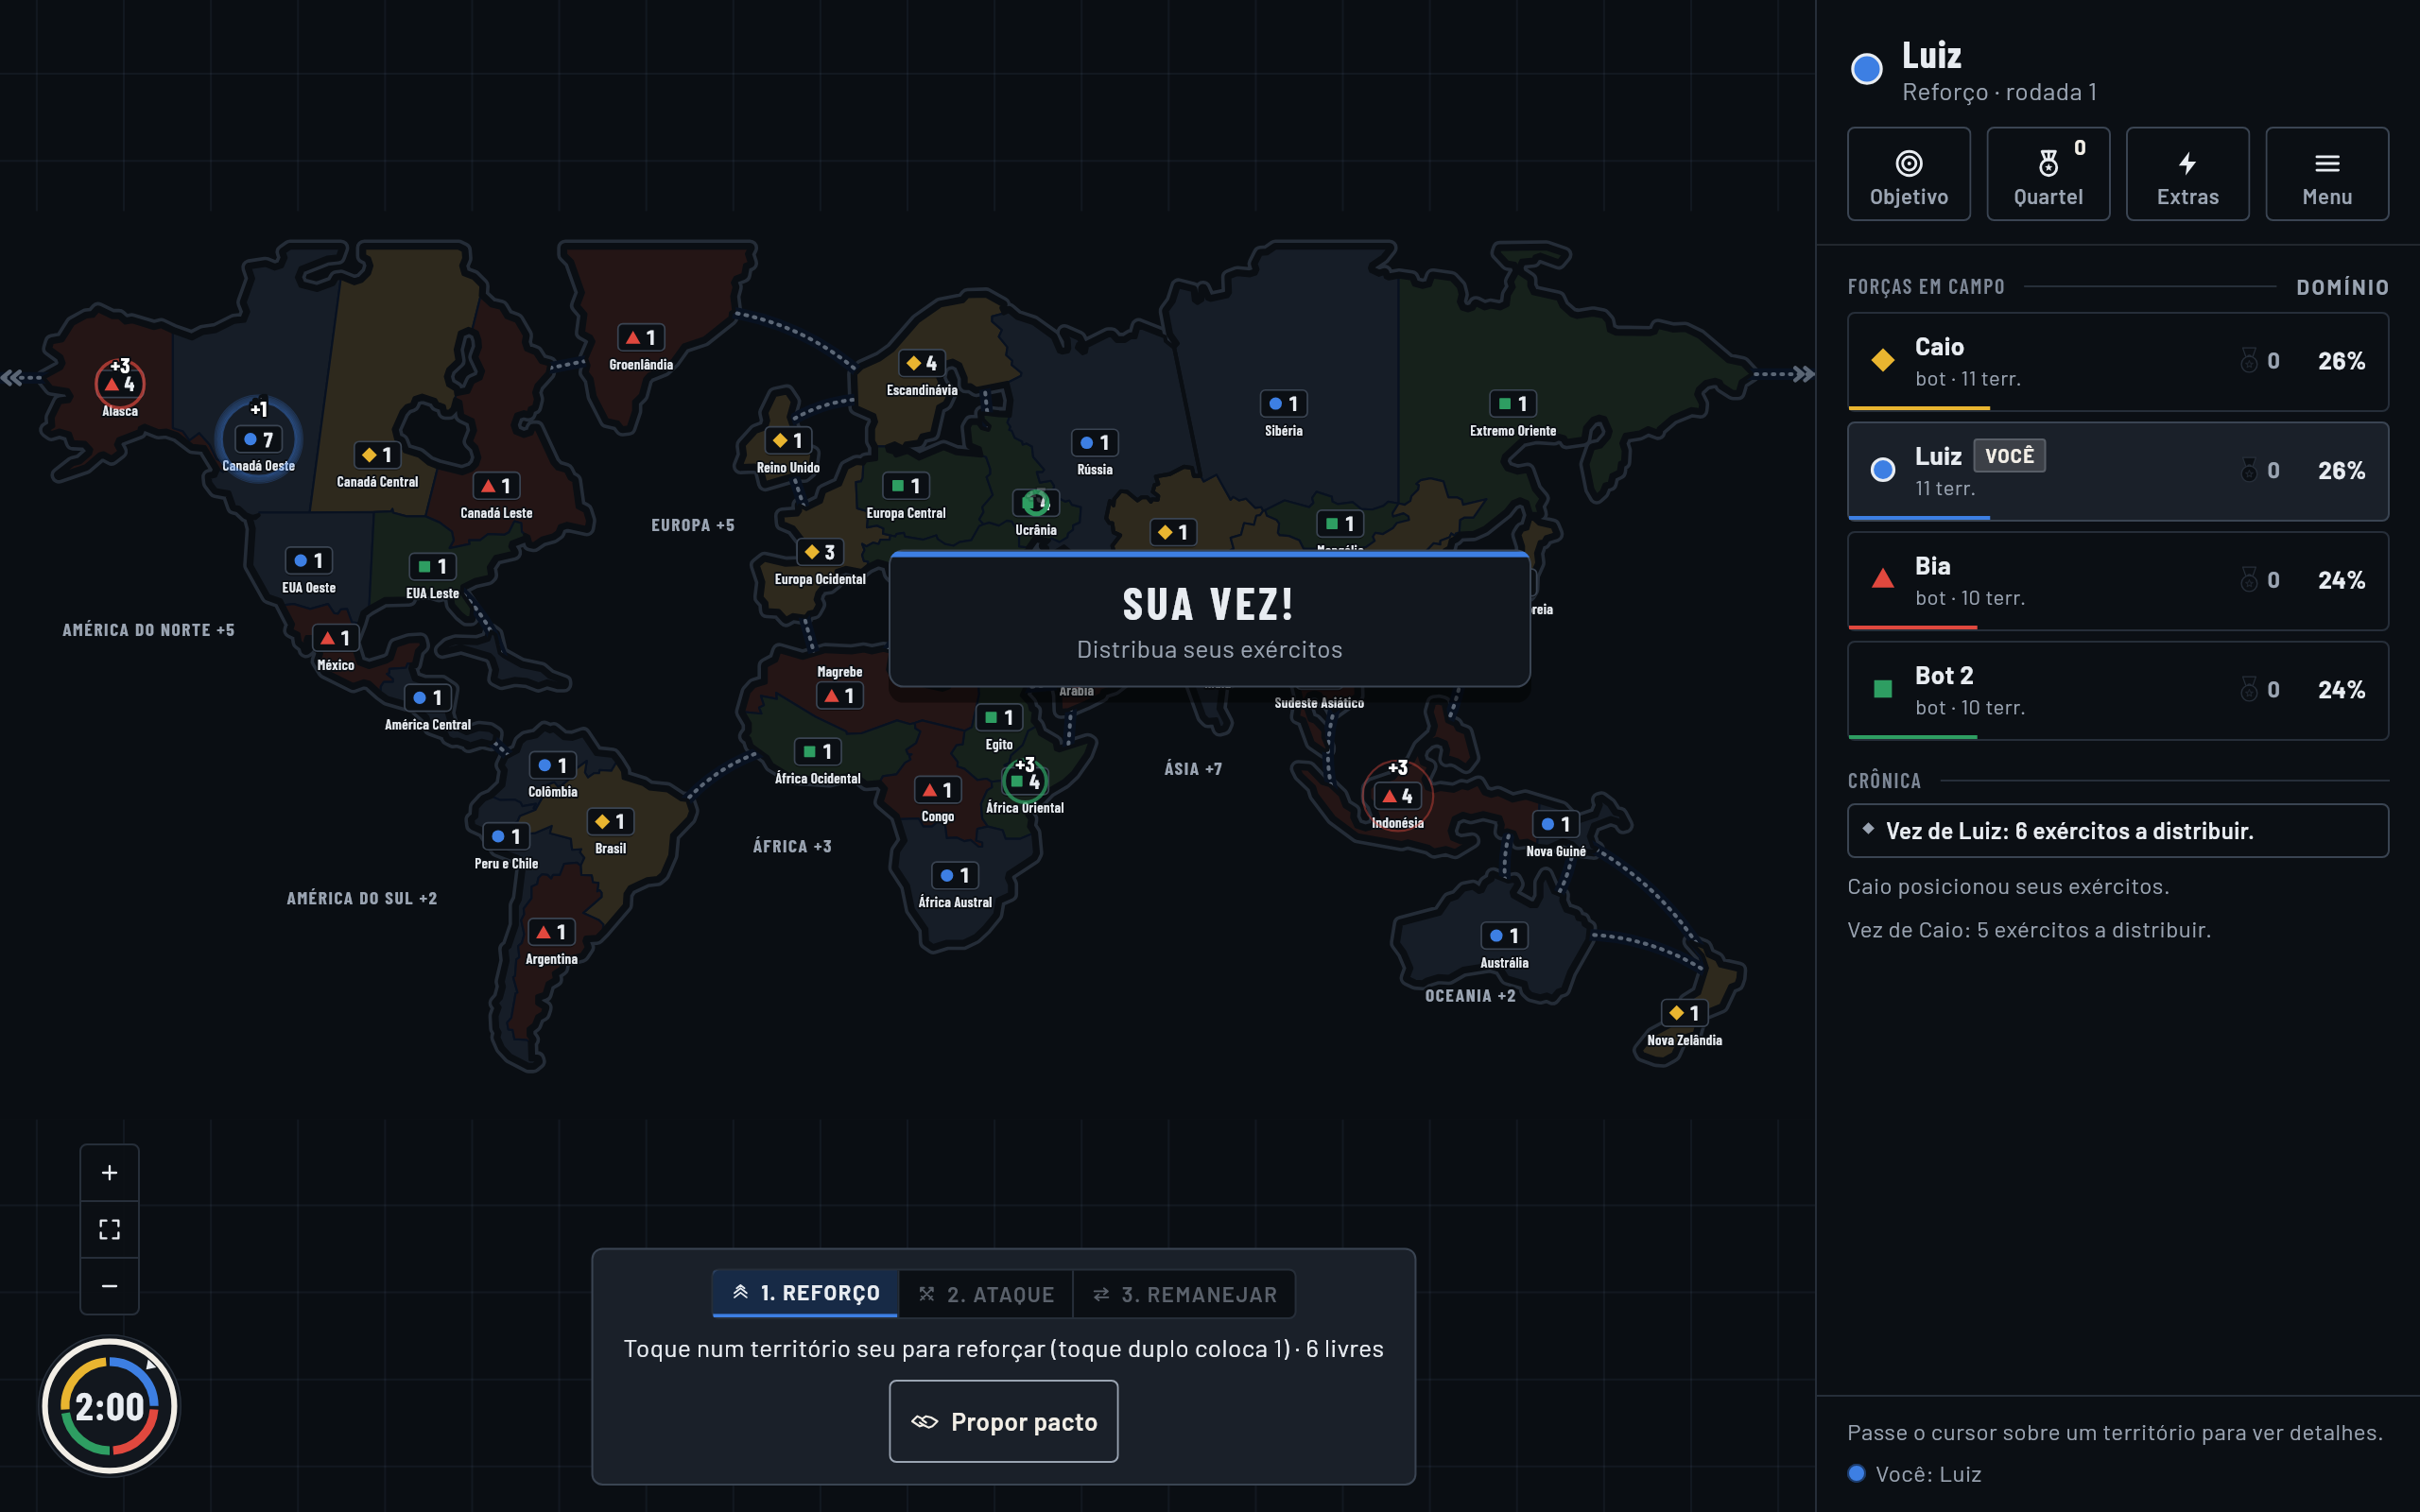 Luiz
Reforço · rodada 1
Objetivo
0
Quartel
Extras
Menu
FORÇAS EM CAMPO
DOMÍNIO
Caio
bot · 11 terr.
0
26%
Luiz VOCÊ
11 terr.
0
26%
Bia
bot · 10 terr.
0
24%
Bot 2
bot · 10 terr.
0
24%
CRÔNICA
Vez de Luiz: 6 exércitos a distribuir.
Caio posicionou seus exércitos.
Vez de Caio: 5 exércitos a distribuir.
Passe o cursor sobre um território para ver detalhes.
Você: Luiz
+3
4
Alasca
+1
7
Canadá Oeste
1
Canadá Central
1
Canadá Leste
1
Groenlândia
1
EUA Oeste
1
EUA Leste
1
México
1
América Central
AMÉRICA DO NORTE +5
1
Colômbia
1
Peru e Chile
1
Brasil
1
Argentina
AMÉRICA DO SUL +2
4
Escandinávia
1
Reino Unido
1
Europa Central
3
Europa Ocidental
4
Ucrânia
1
Rússia
EUROPA +5
1
Sibéria
1
Extremo Oriente
1
1
Sudeste Asiático
ÁSIA +7
Magrebe
1
1
África Ocidental
1
Egito
+3
4
África Oriental
1
Congo
1
África Austral
ÁFRICA +3
+3
4
Indonésia
1
Nova Guiné
1
Austrália
1
Nova Zelândia
OCEANIA +2
SUA VEZ!
Distribua seus exércitos
+
−
2:00
1. REFORÇO
2. ATAQUE
3. REMANEJAR
Toque num território seu para reforçar (toque duplo coloca 1) · 6 livres
Propor pacto